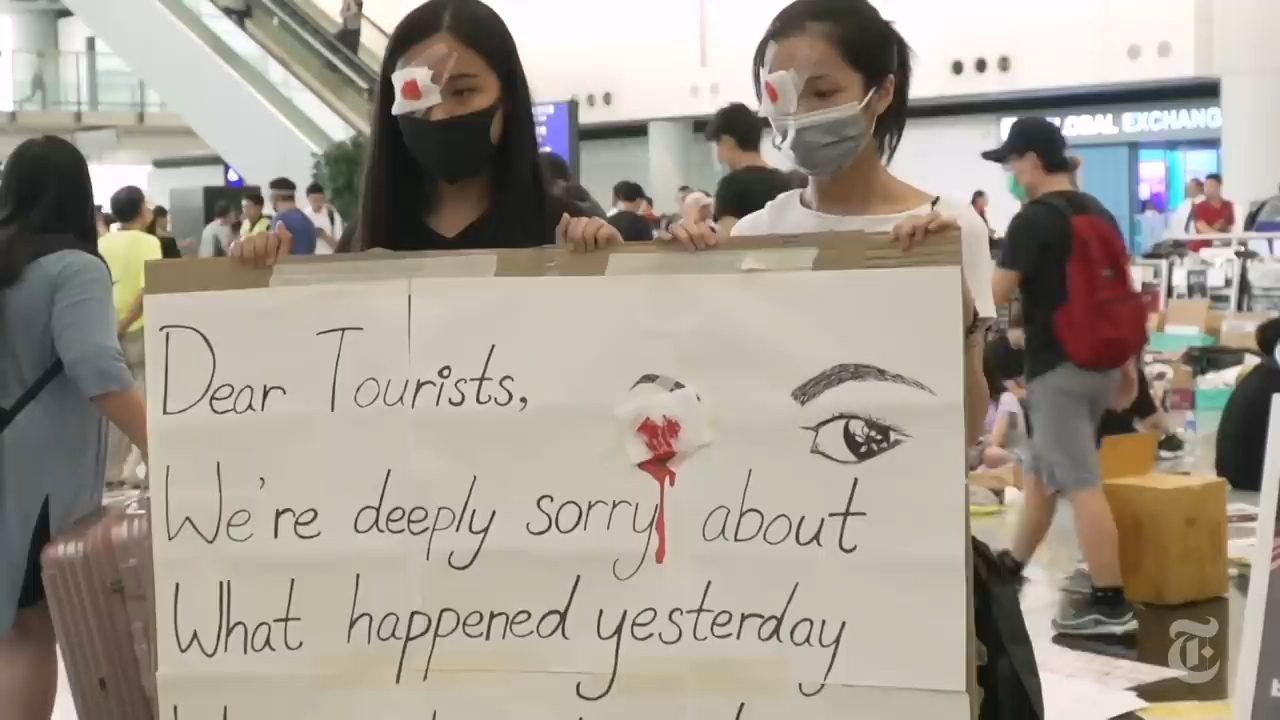 GLOBAL EXCHANG
Dear Tourists,
We're deeply sorry about
What happened yesterday